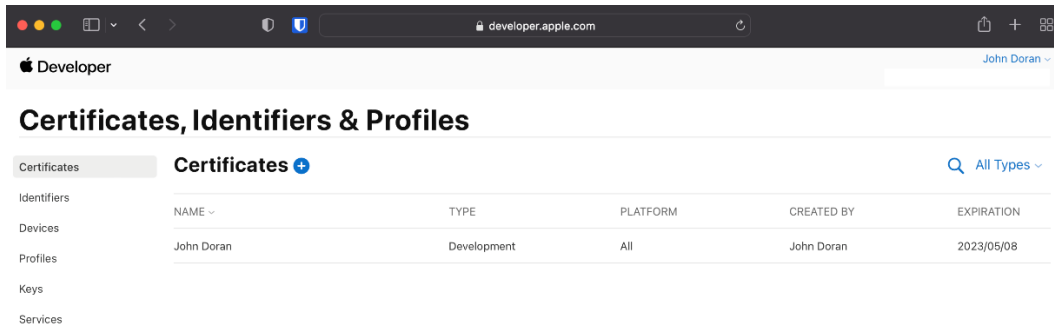 developer.apple.com
Developer
John Doran
Certificates, Identifiers & Profiles
Certificates
Identifiers
Devices
Profiles
Keys
Services
Certificates
All Types
NAME TYPE PLATFORM CREATED BY EXPIRATION
John Doran Development All John Doran 2023/05/08